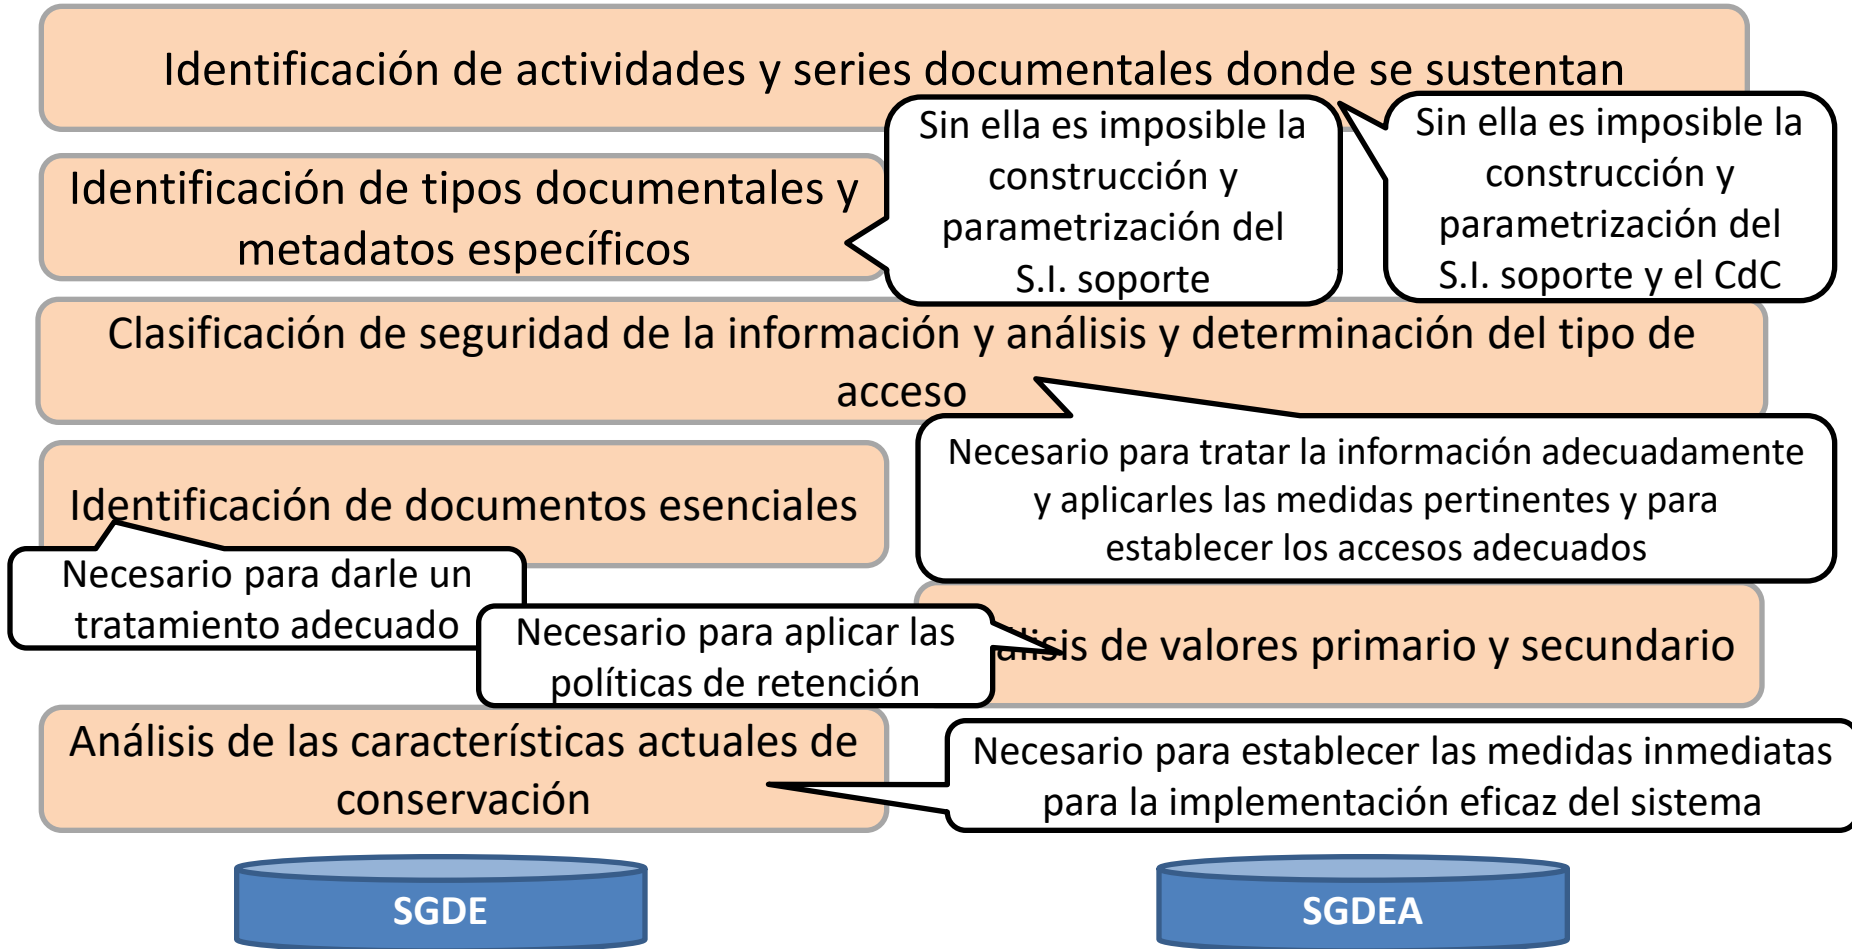 Identificación de actividades y series documentales donde se sustentan
Sin ella es imposible la
construcción y
parametrización del
S.I. soporte
Sin ella es imposible la
construcción y
parametrización del
S.I. soporte y el CdC
Identificación de tipos documentales y
metadatos específicos
Clasificación de seguridad de la información y análisis y determinación del tipo de
acceso
Necesario para tratar la información adecuadamente
y aplicarles las medidas pertinentes y para
establecer los accesos adecuados
Identificación de documentos esenciales
Necesario para darle un
tratamiento adecuado
Necesario para aplicar las
políticas de retención
de valores primario y secundario
Análisis de las características actuales de
conservación
Necesario para establecer las medidas inmediatas
para la implementación eficaz del sistema
SGDE
SGDEA